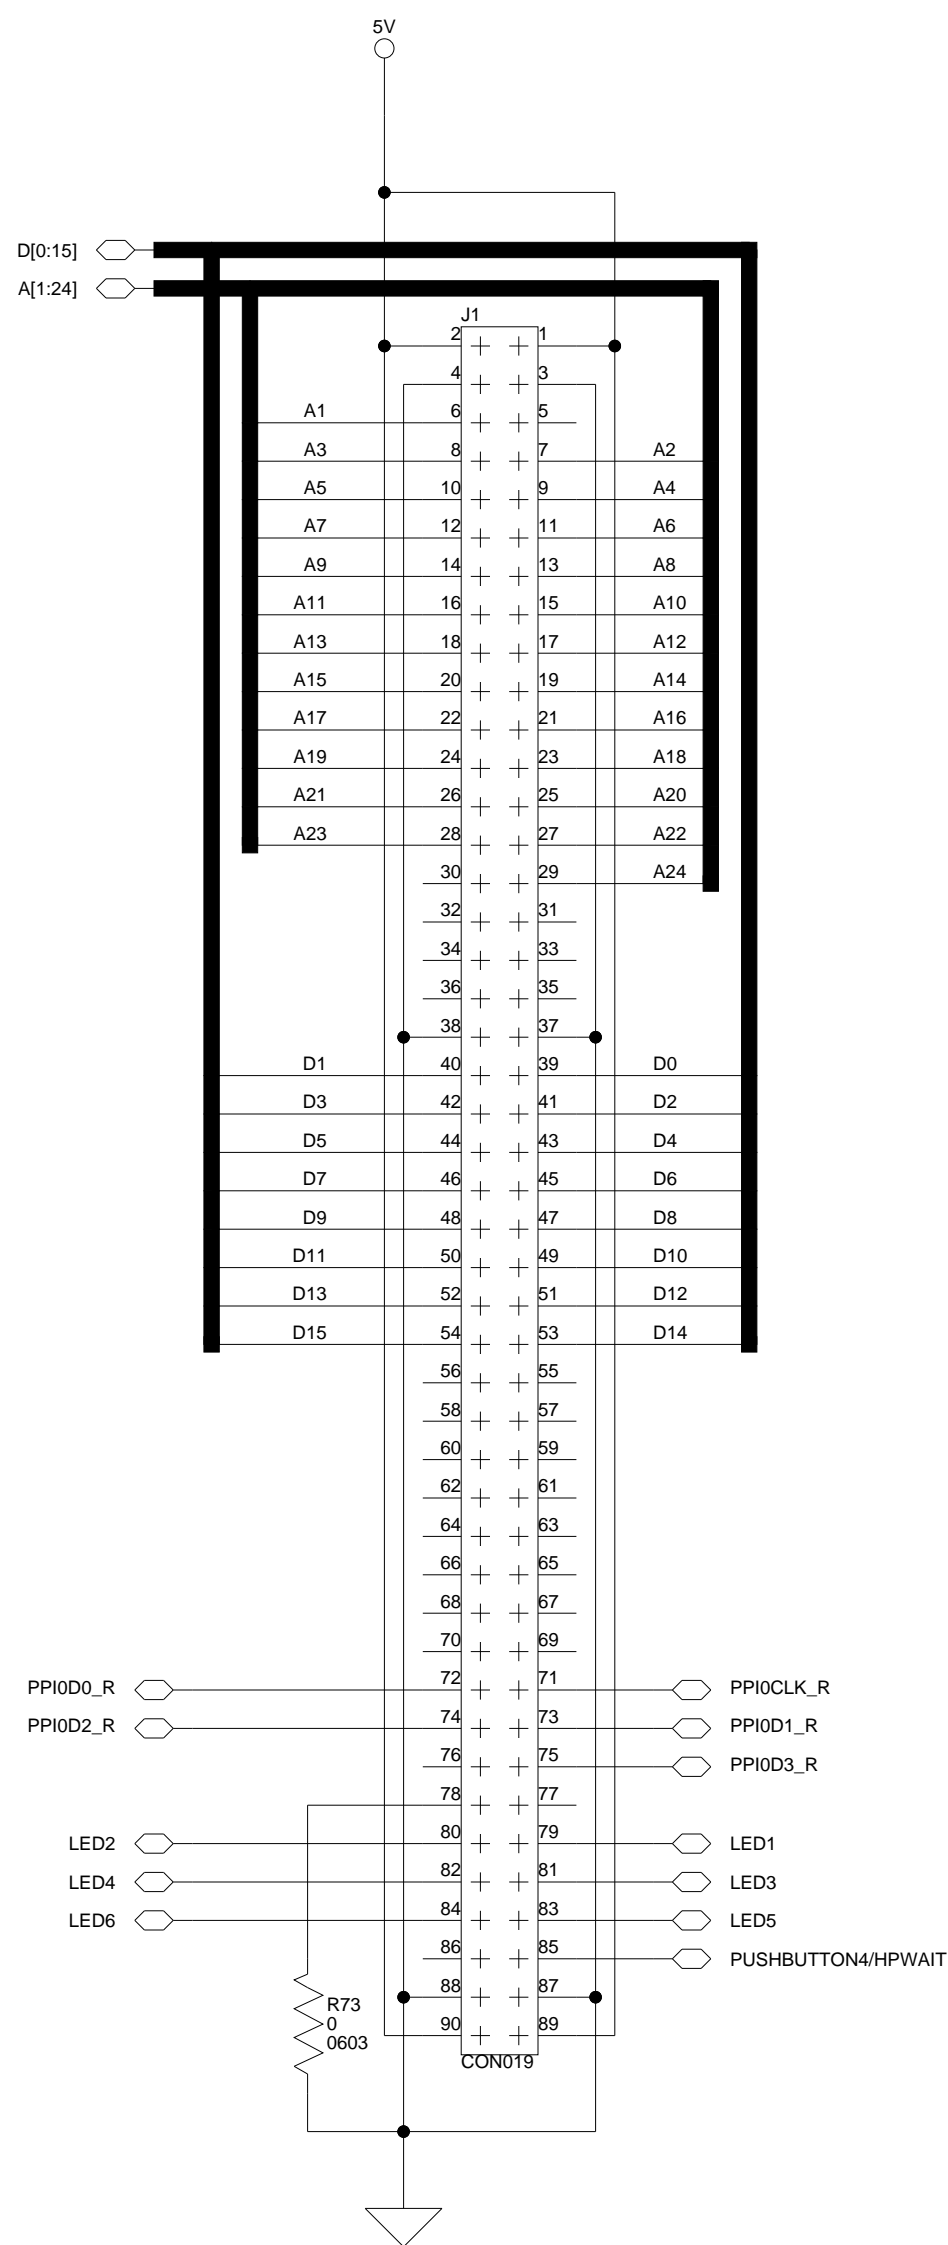 5V
D[0:15]
A[1:24]
J1
2 1
4 3
A1 6 5
A3 8 7 A2
A5 10 9 A4
A7 12 11 A6
A9 14 13 A8
A11 16 15 A10
A13 18 17 A12
A15 20 19 A14
A17 22 21 A16
A19 24 23 A18
A21 26 25 A20
A23 28 27 A22
30 29 A24
32 31
34 33
36 35
38 37
D1 40 39 D0
D3 42 41 D2
D5 44 43 D4
D7 46 45 D6
D9 48 47 D8
D11 50 49 D10
D13 52 51 D12
D15 54 53 D14
56 55
58 57
60 59
62 61
64 63
66 65
68 67
70 69
PPI0D0_R 72 71 PPI0CLK_R
PPI0D2_R 74 73 PPI0D1_R
76 75 PPI0D3_R
78 77
LED2 80 79 LED1
LED4 82 81 LED3
LED6 84 83 LED5
86 85 PUSHBUTTON4/HPWAIT
88 87
R73
0
0603
90 89
CON019